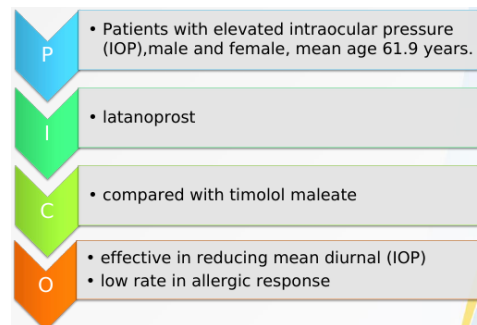 P
• Patients with elevated intraocular pressure
(IOP),male and female, mean age 61.9 years.
I
• latanoprost
C
• compared with timolol maleate
O
• effective in reducing mean diurnal (IOP)
• low rate in allergic response